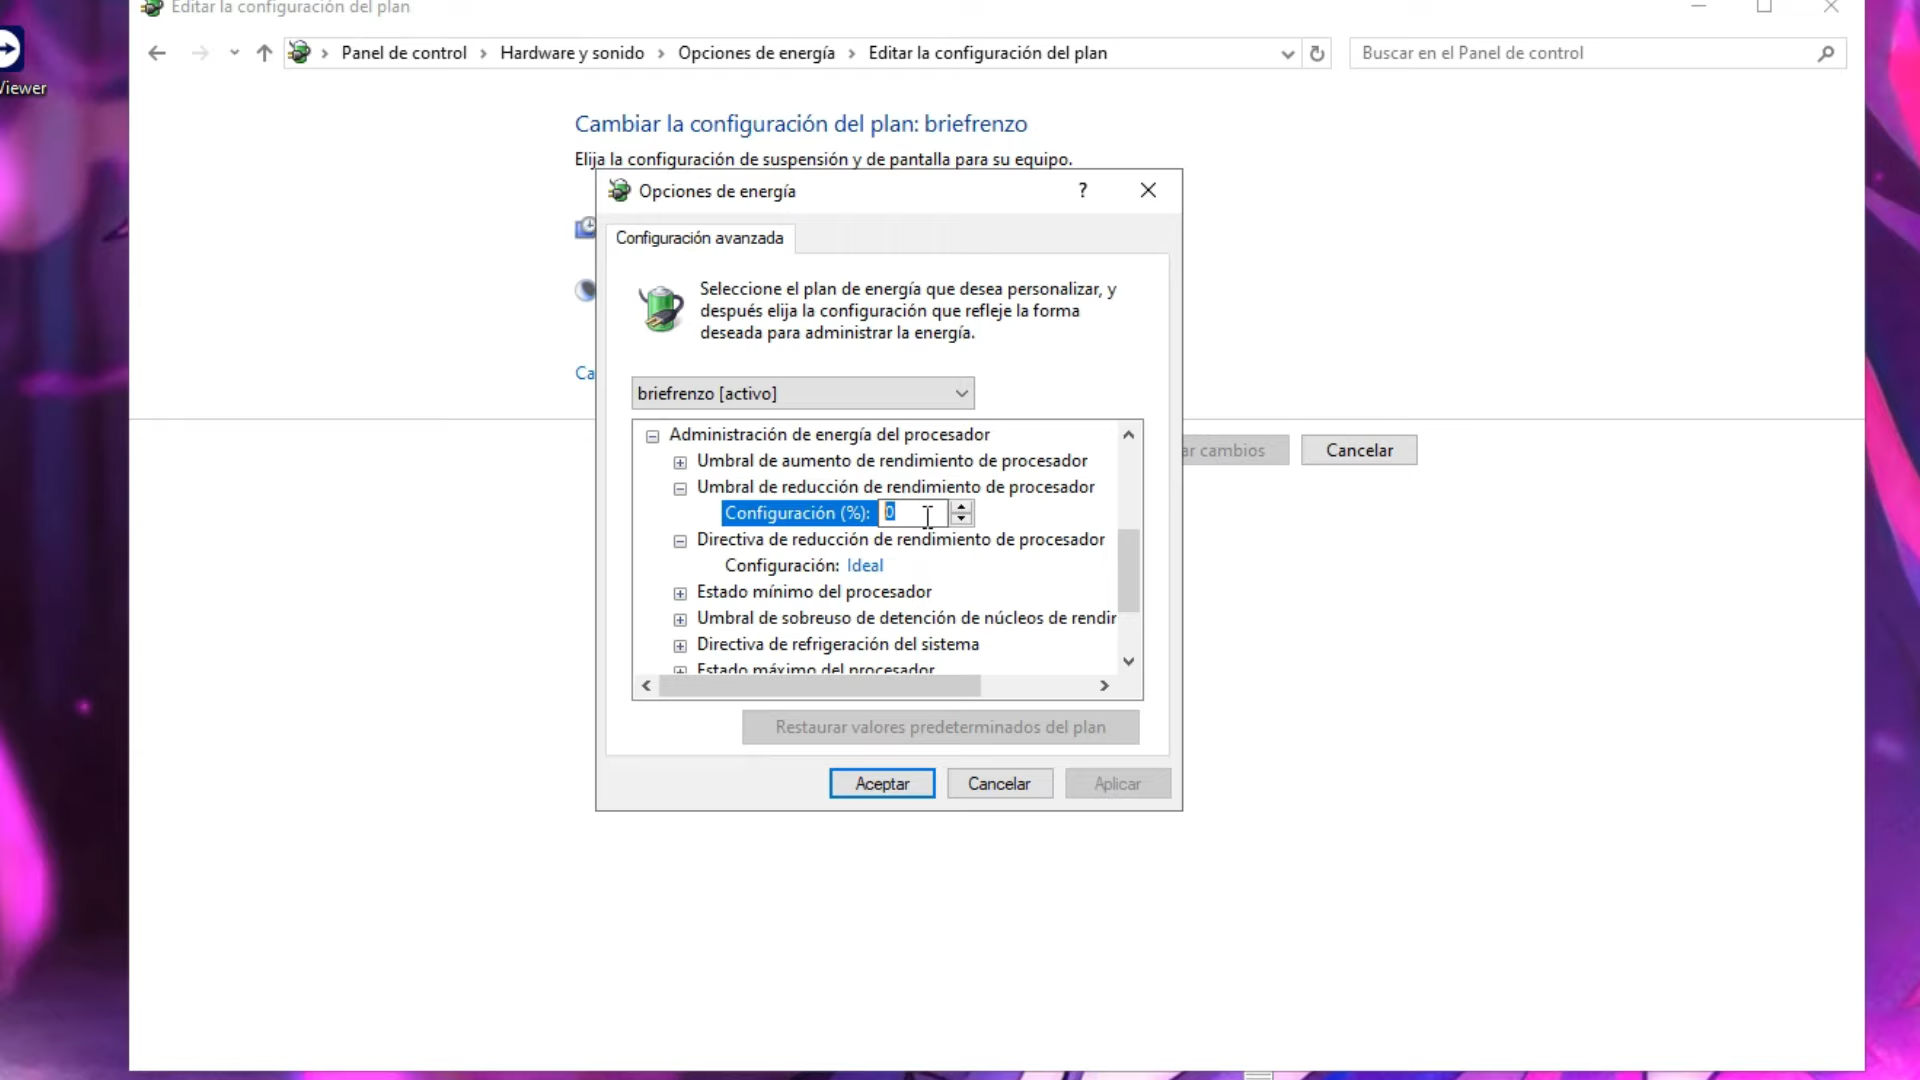 Editar la configuración del plan
Panel de control > Hardware y sonido > Opciones de energía > Editar la configuración del plan
Buscar en el Panel de control
Viewer
Cambiar la configuración del plan: briefrenzo
Elija la configuración de suspensión y de pantalla para su equipo.
Opciones de energía
?
Configuración avanzada
Seleccione el plan de energía que desea personalizar, y
después elija la configuración que refleje la forma
deseada para administrar la energía.
Ca
briefrenzo [activo]
Administración de energía del procesador
Umbral de aumento de rendimiento de procesador
Umbral de reducción de rendimiento de procesador
Configuración (%): 0
Directiva de reducción de rendimiento de procesador
Configuración: Ideal
Estado mínimo del procesador
Umbral de sobreuso de detención de núcleos de rendir
Directiva de refrigeración del sistema
Estado máximo del procesador
ar cambios
Cancelar
Restaurar valores predeterminados del plan
Aceptar
Cancelar
Aplicar